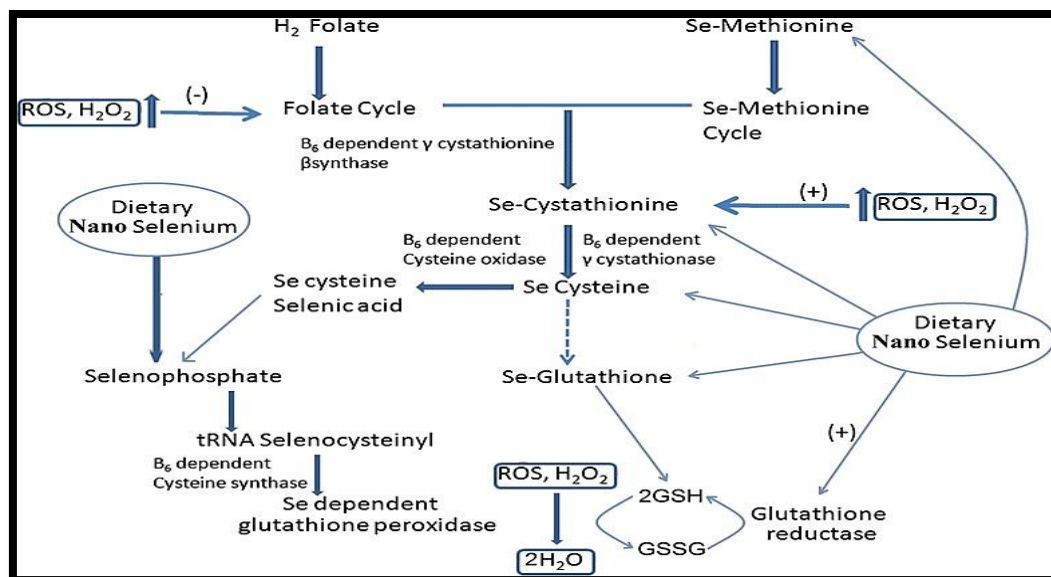 H₂ Folate
Se-Methionine
ROS, H₂O₂
(-)
Folate Cycle
Se-Methionine
Cycle
B₆ dependent γ cystathionine
βsynthase
Dietary
Nano Selenium
Se-Cystathionine
(+)
ROS, H₂O₂
B₆ dependent
Cysteine oxidase
B₆ dependent
γ cystathionase
Se cysteine
Selenic acid
Se Cysteine
Dietary
Nano Selenium
Selenophosphate
Se-Glutathione
tRNA Selenocysteinyl
(+)
B₆ dependent
Cysteine synthase
ROS, H₂O₂
2GSH
Se dependent
glutathione peroxidase
Glutathione
reductase
GSSG
2H₂O